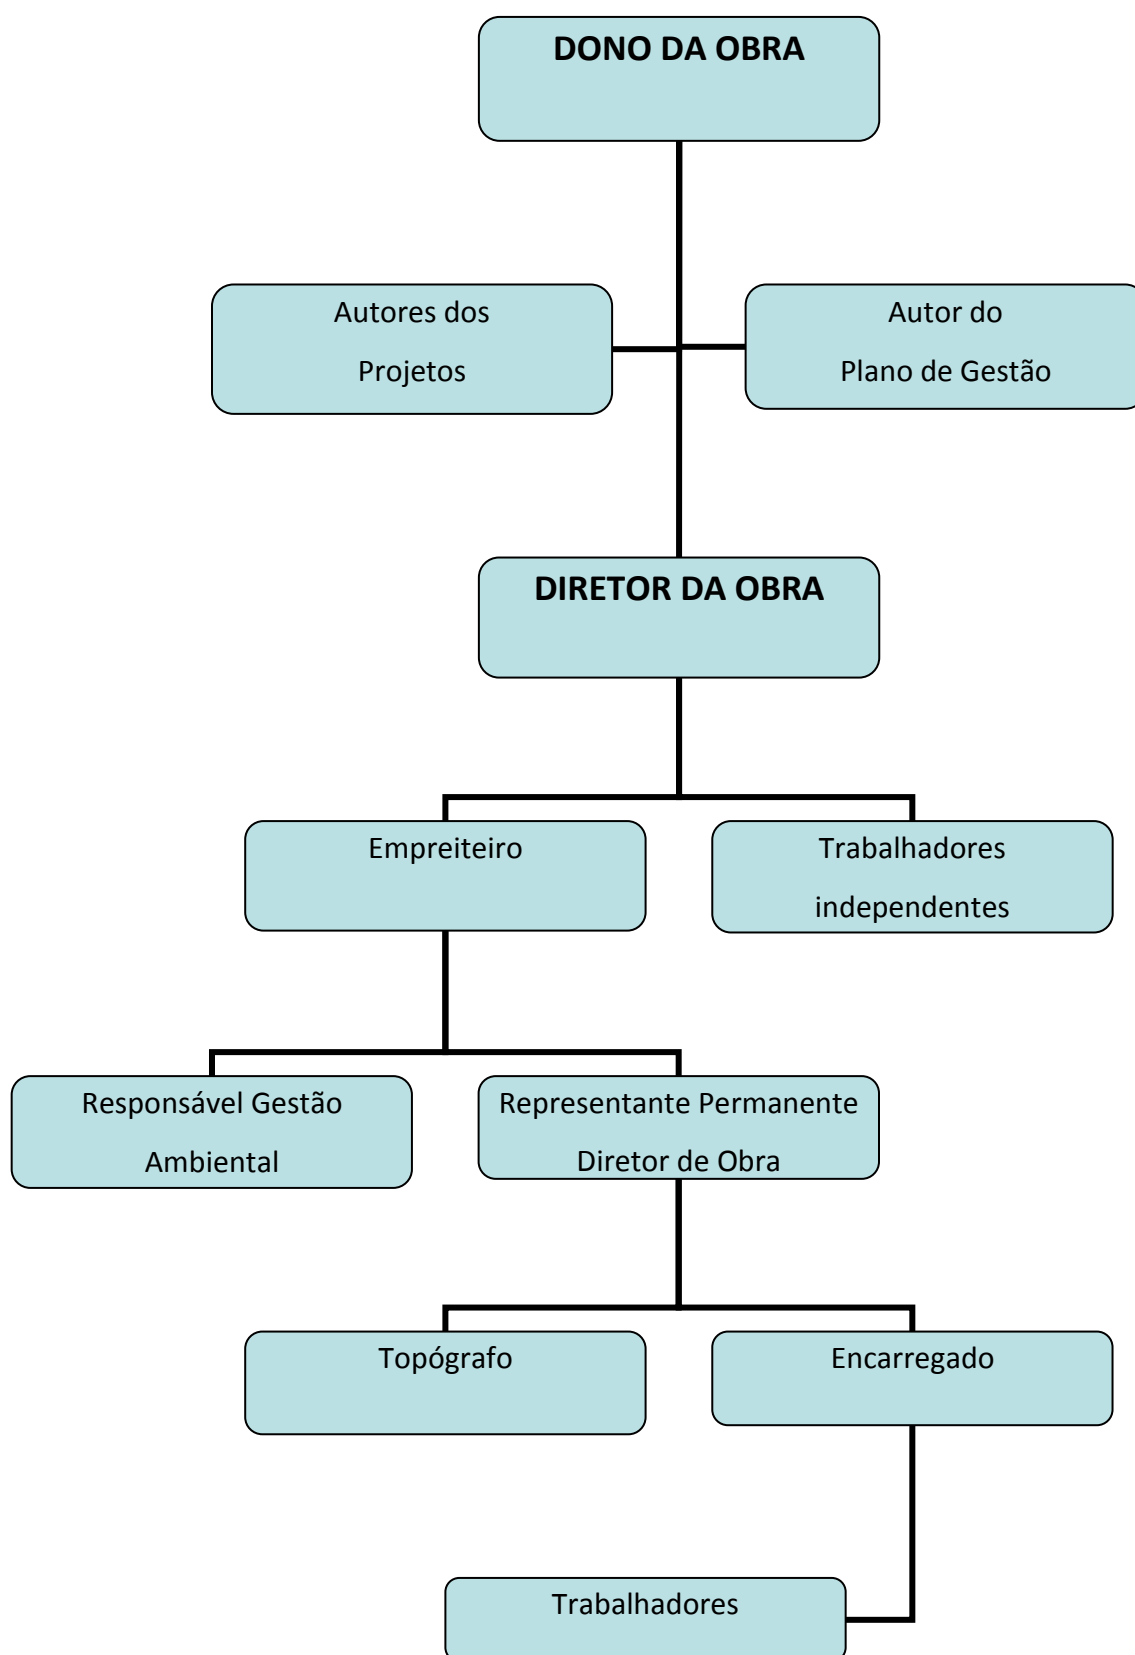 DONO DA OBRA
Autores dos
Projetos
Autor do
Plano de Gestão
DIRETOR DA OBRA
Empreiteiro
Trabalhadores
independentes
Responsável Gestão
Ambiental
Representante Permanente
Diretor de Obra
Topógrafo
Encarregado
Trabalhadores